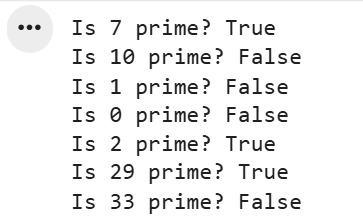 Is 7 prime? True
Is 10 prime? False
Is 1 prime? False
Is 0 prime? False
Is 2 prime? True
Is 29 prime? True
Is 33 prime? False